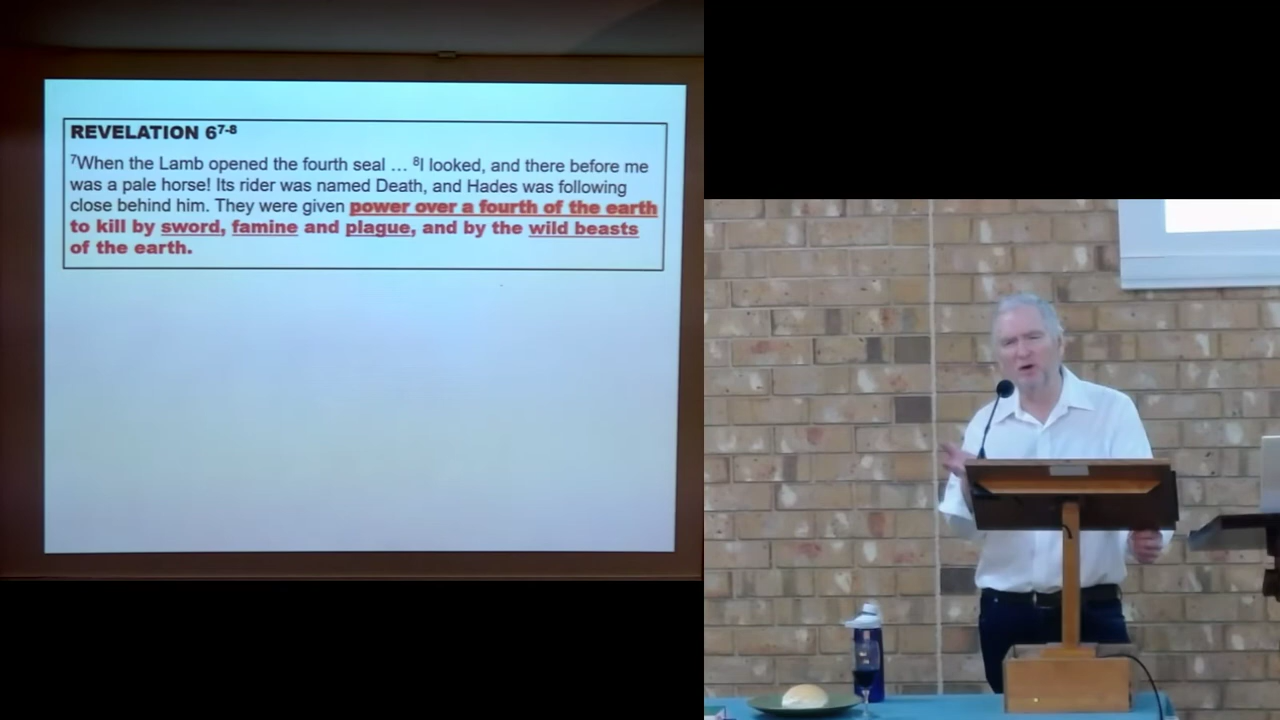 REVELATION 6⁷⁻⁸
⁷When the Lamb opened the fourth seal … ⁸I looked, and there before me
was a pale horse! Its rider was named Death, and Hades was following
close behind him. They were given power over a fourth of the earth
to kill by sword, famine and plague, and by the wild beasts
of the earth.